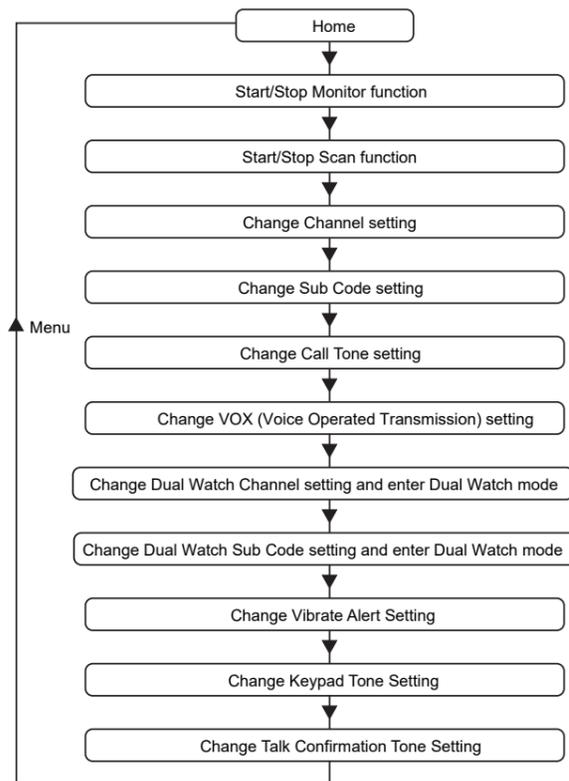 Home
Start/Stop Monitor function
Start/Stop Scan function
Change Channel setting
Change Sub Code setting
Menu
Change Call Tone setting
Change VOX (Voice Operated Transmission) setting
Change Dual Watch Channel setting and enter Dual Watch mode
Change Dual Watch Sub Code setting and enter Dual Watch mode
Change Vibrate Alert Setting
Change Keypad Tone Setting
Change Talk Confirmation Tone Setting